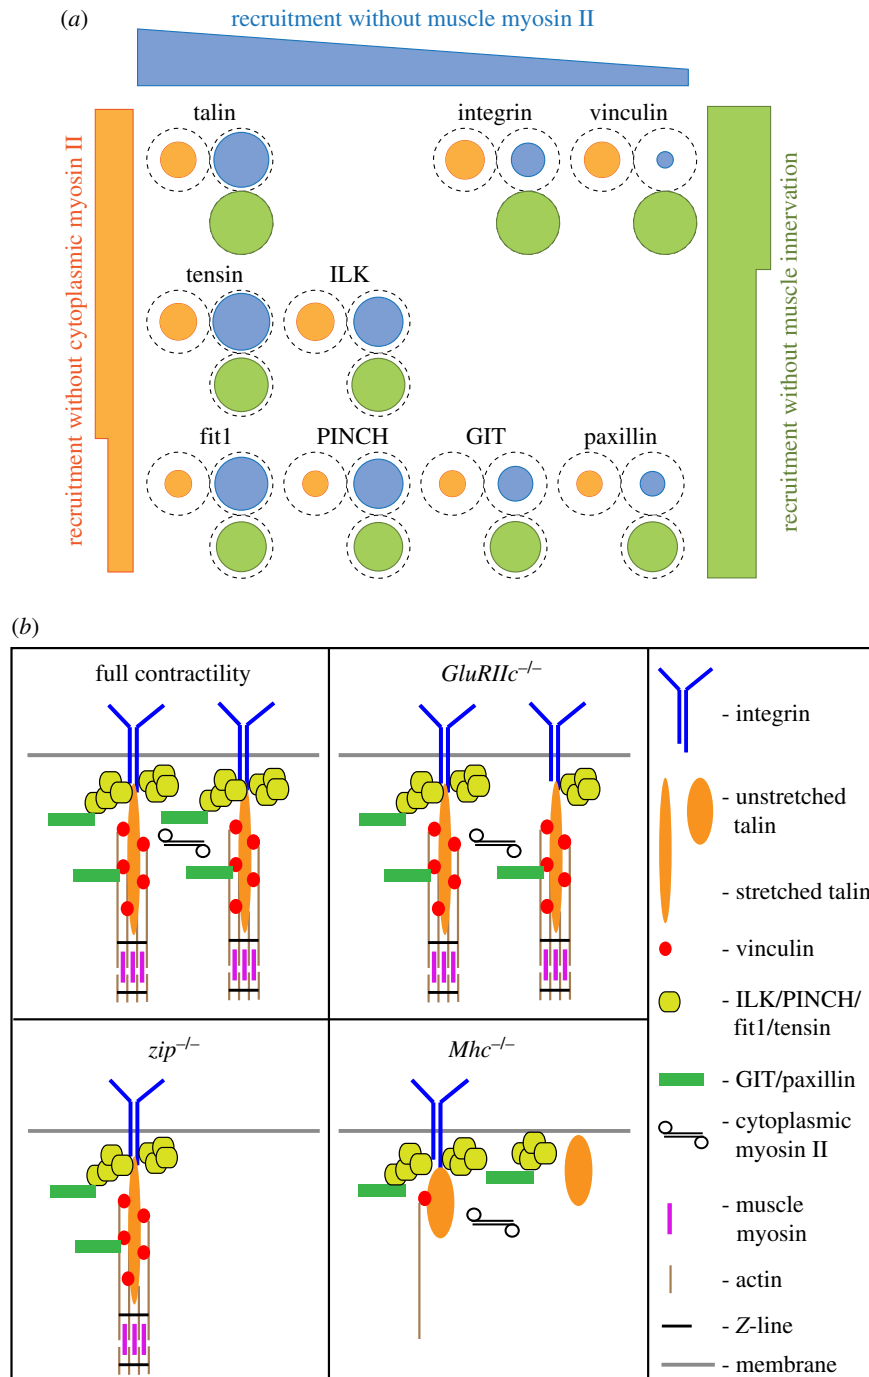 (a)
recruitment without muscle myosin II
recruitment without cytoplasmic myosin II
talin
integrin
vinculin
tensin
ILK
fit1
PINCH
GIT
paxillin
recruitment without muscle innervation
(b)
full contractility
GluRIIc–/–
zip–/–
Mhc–/–
- integrin
- unstretched
talin
- stretched talin
- vinculin
- ILK/PINCH/
fit1/tensin
- GIT/paxillin
- cytoplasmic
myosin II
- muscle
myosin
- actin
- Z-line
- membrane